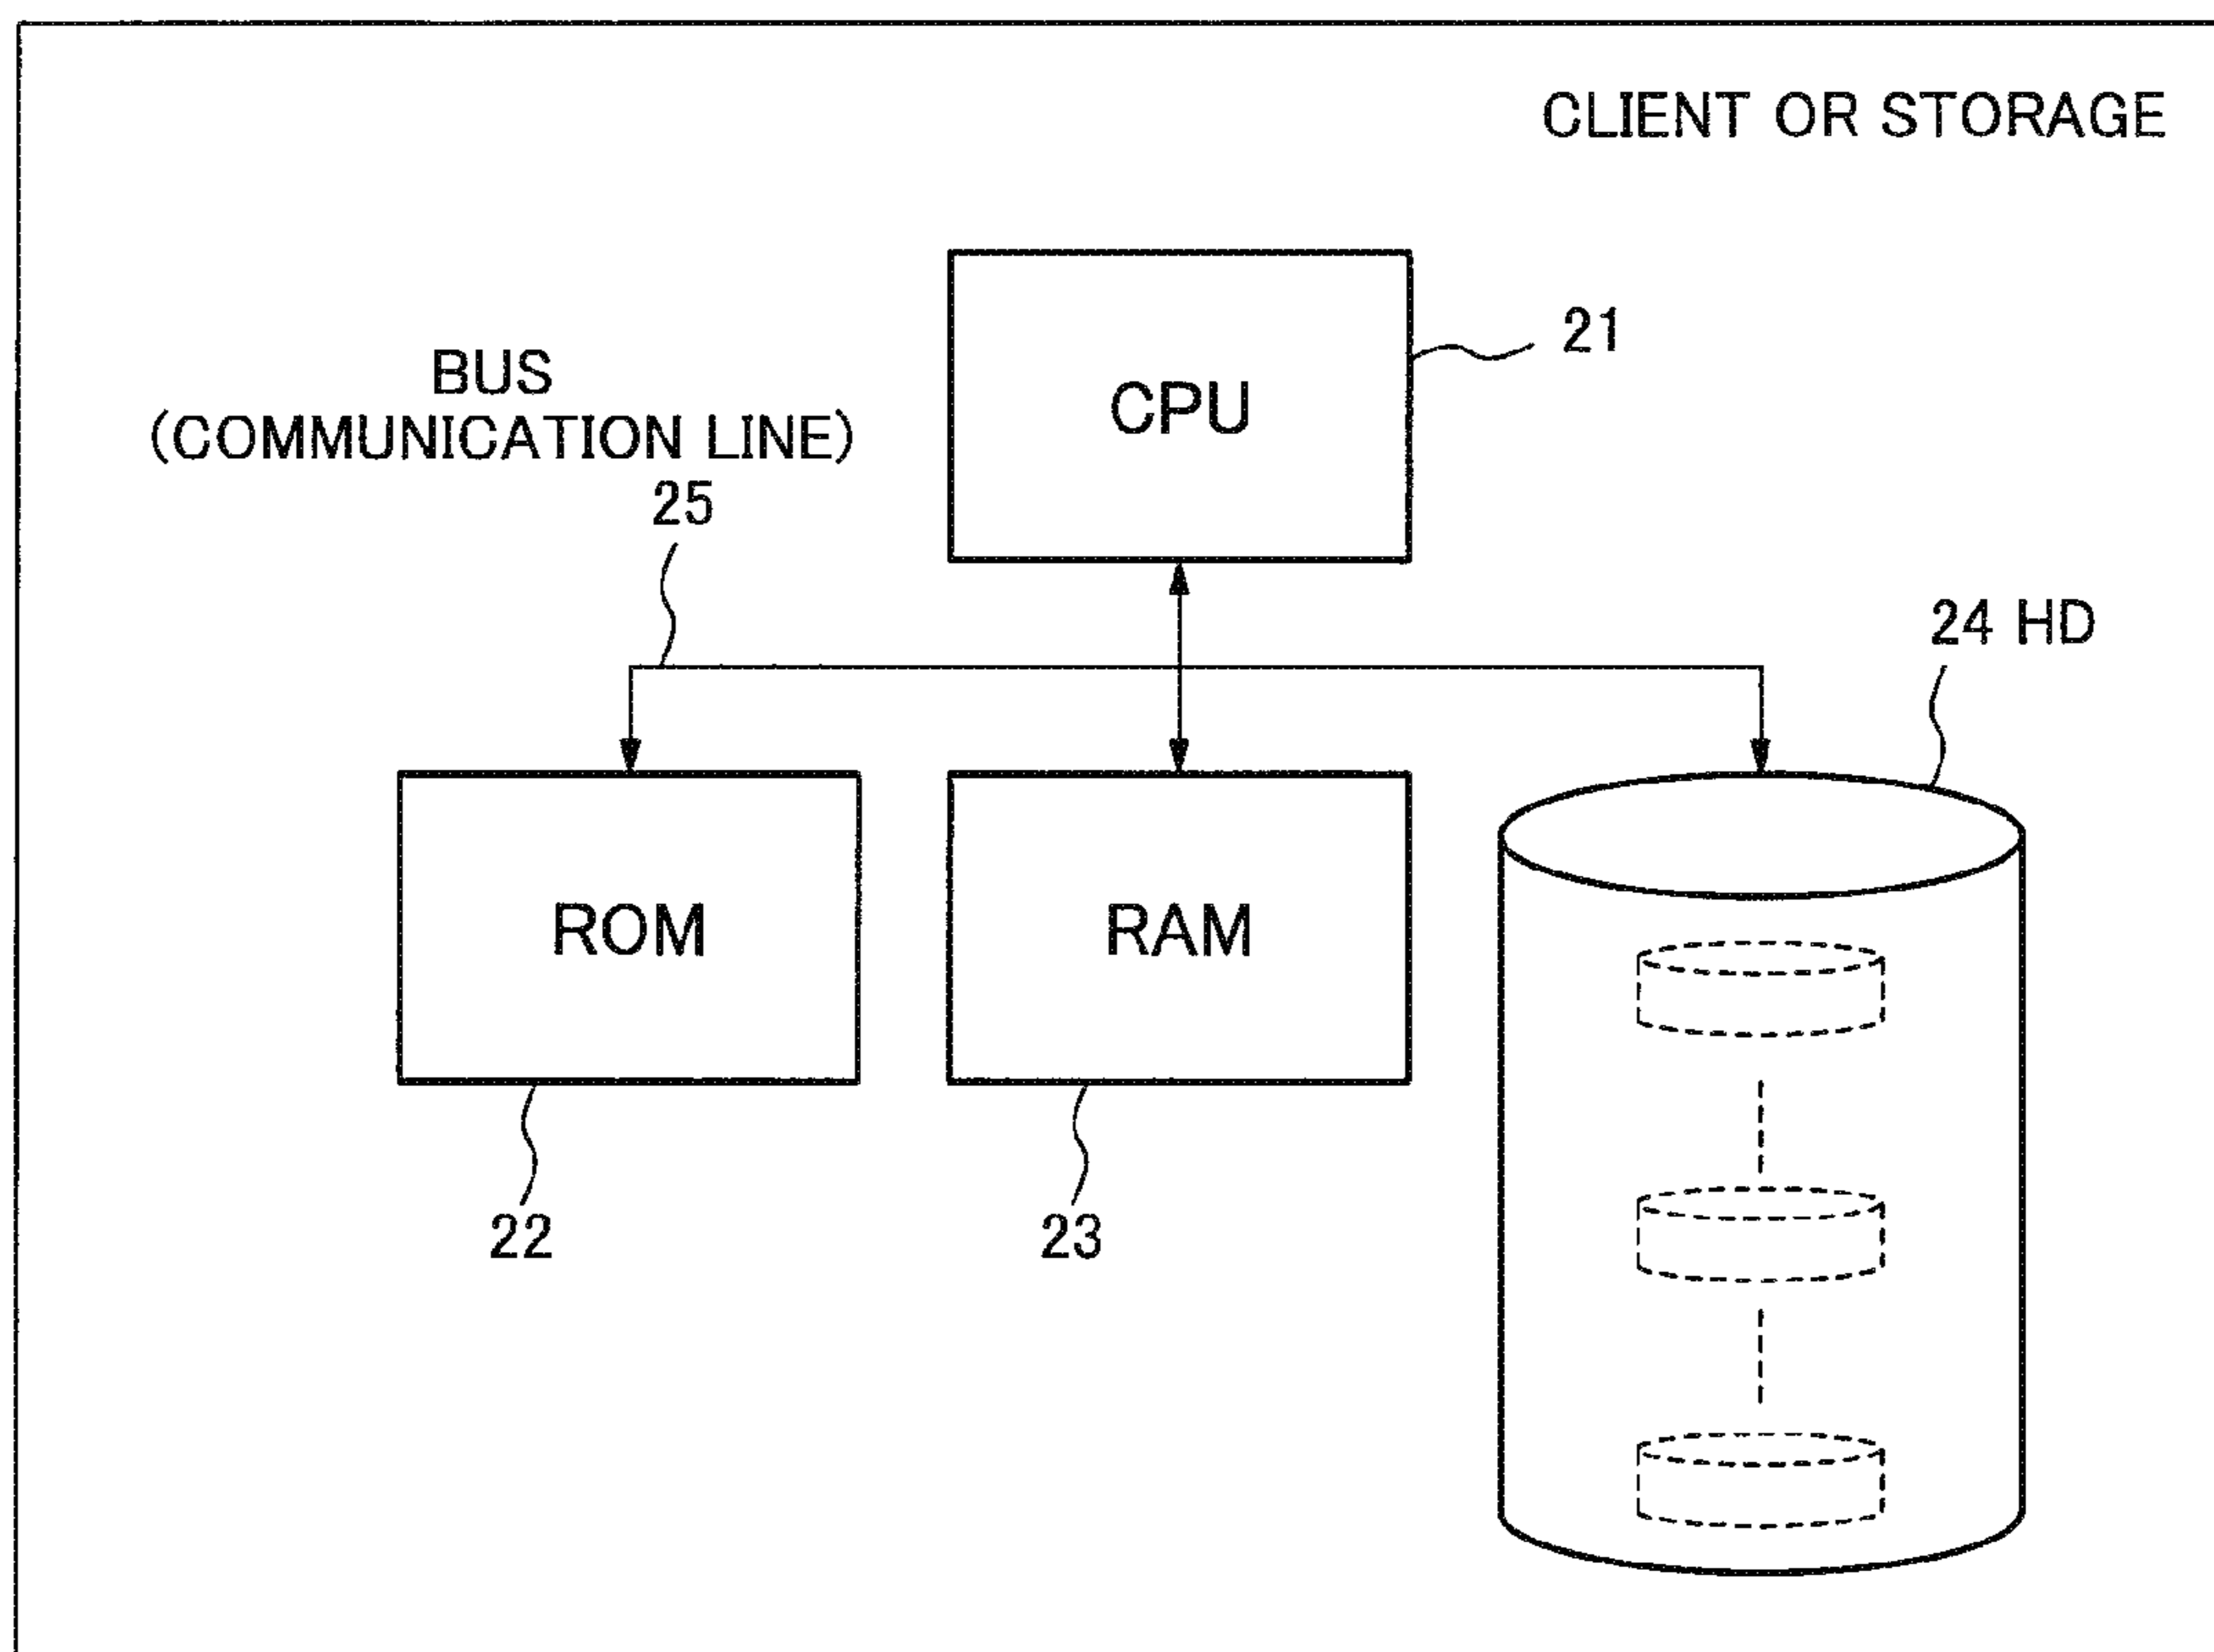 CLIENT OR STORAGE
CPU
21
BUS
(COMMUNICATION LINE)
25
24 HD
ROM
RAM
22
23